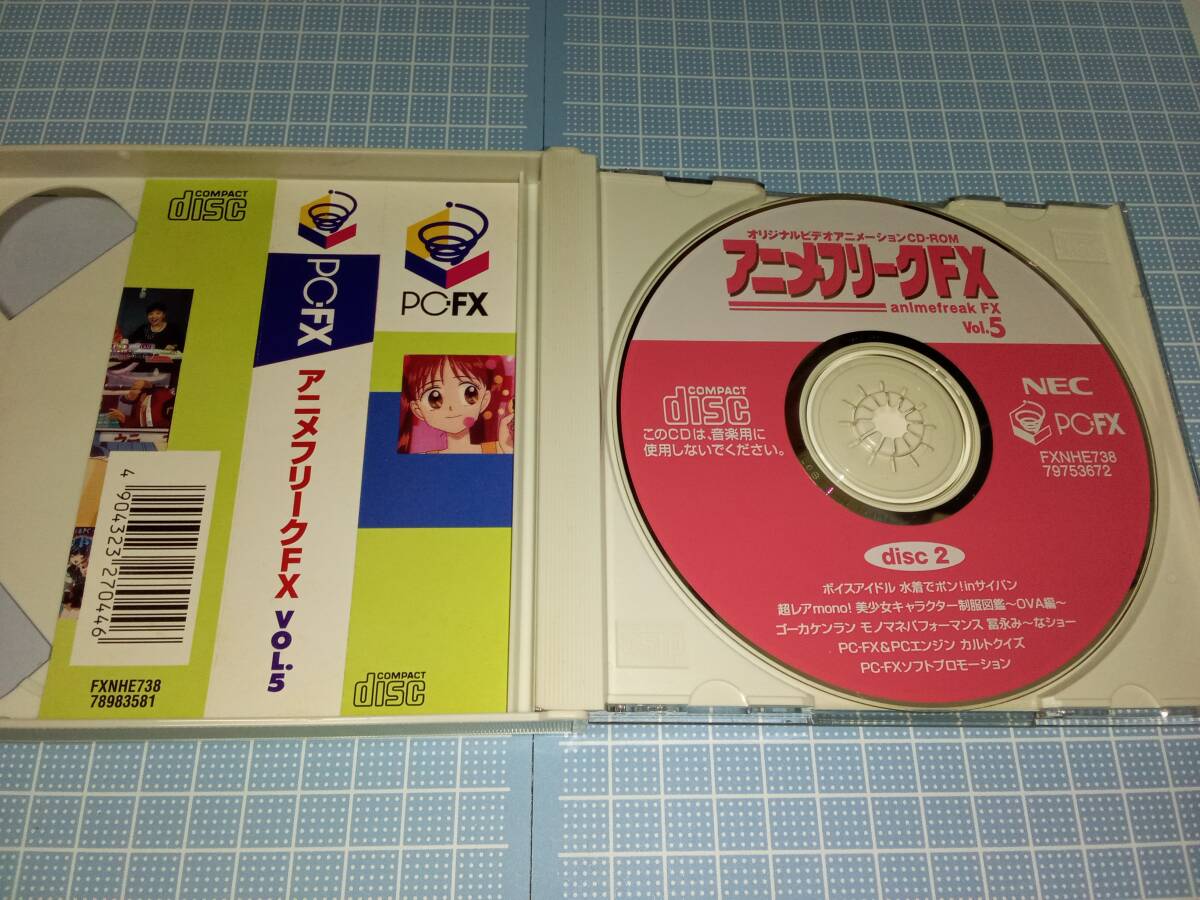 COMPACT
disc
ウニ
4 904323 270446
FXNHE738
78983581
PC-FX
アニメフリークFX VOL.5
PC-FX
COMPACT
disc
オリジナルビデオアニメーションCD-ROM
アニメフリークFX
animefreak FX
Vol.5
COMPACT
disc
このCDは、音楽用に
使用しないでください。
NEC
PC-FX
FXNHE738
79753672
disc 2
ボイスアイドル 水着でポン!inサイパン
超レアmono! 美少女キャラクター制服図鑑〜OVA編〜
ゴーカケンラン モノマネパフォーマンス 冨永み〜なショー
PC-FX&PCエンジン カルトクイズ
PC-FXソフトプロモーション